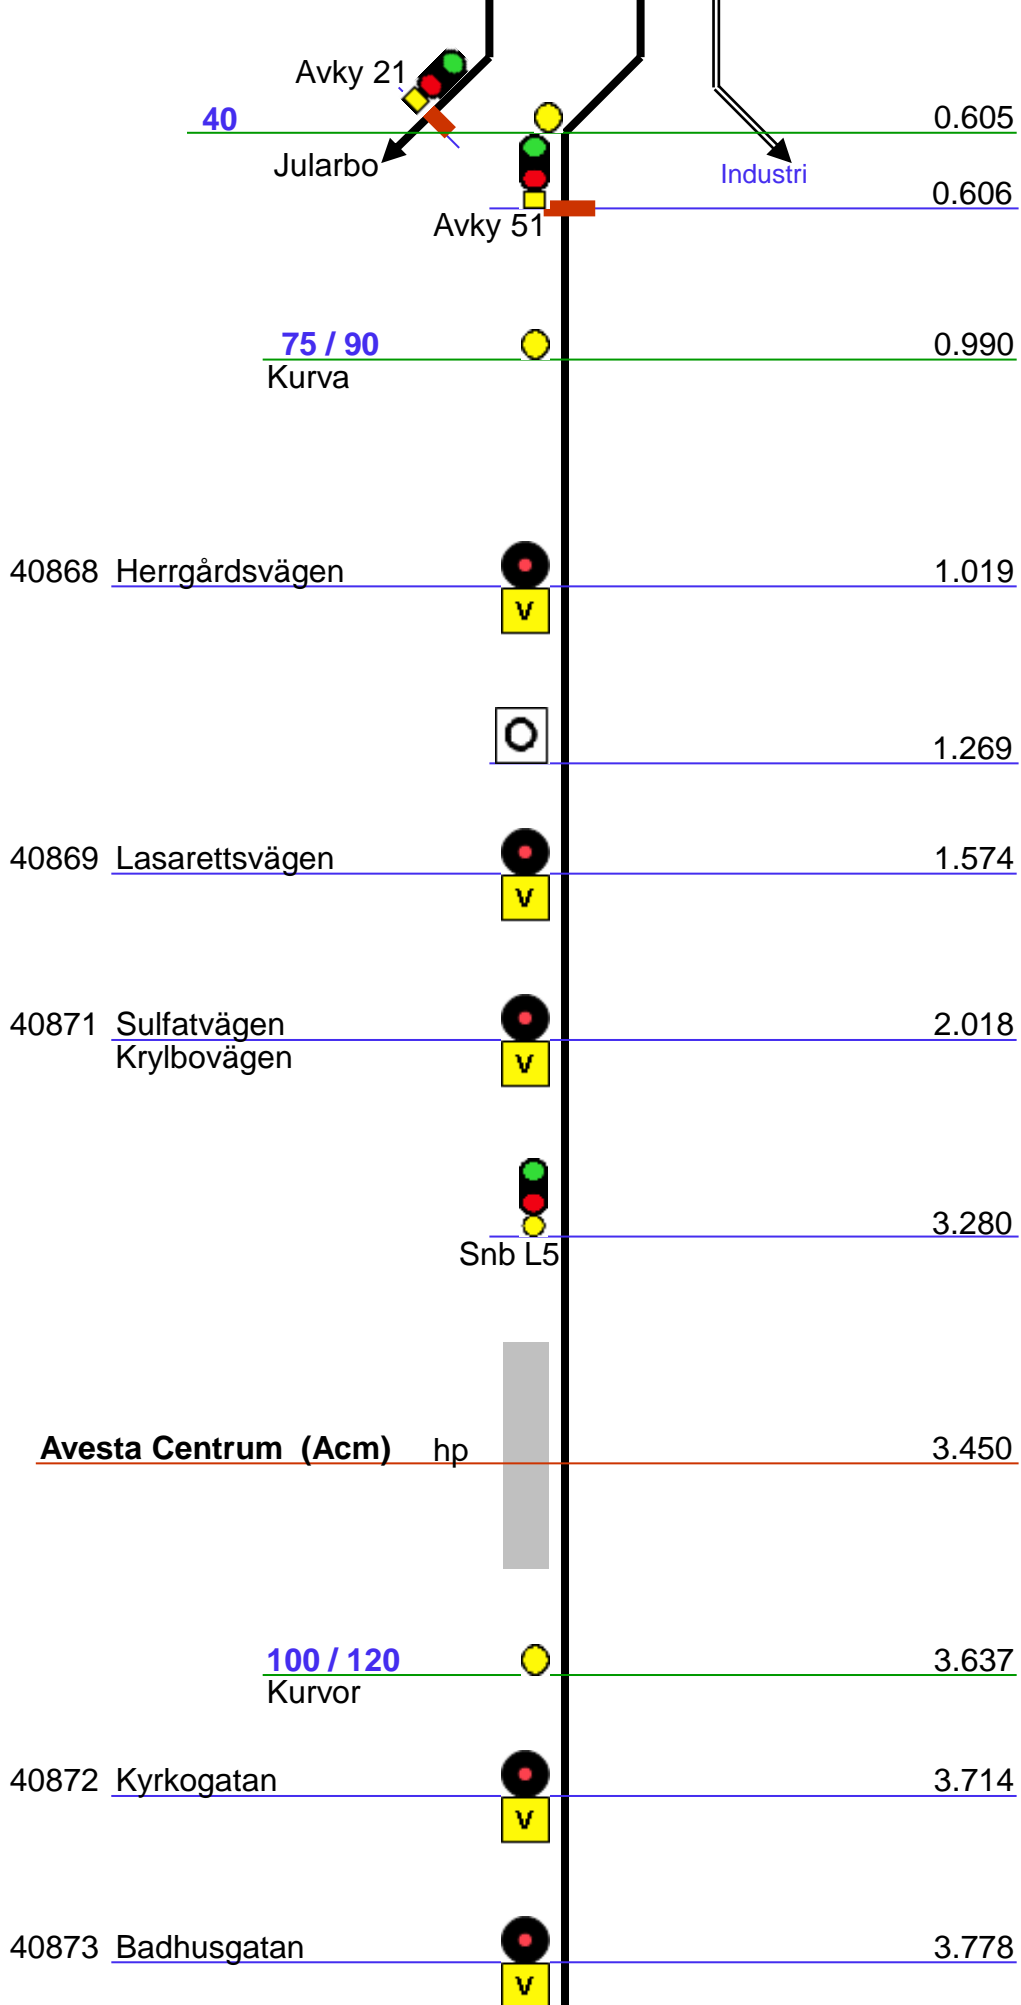 Avky 21
40 0.605
Jularbo
Industri
0.606
Avky 51
75 / 90 0.990
Kurva
40868 Herrgårdsvägen 1.019
V
O 1.269
40869 Lasarettsvägen 1.574
V
40871 Sulfatvägen 2.018
Krylbovägen
V
3.280
Snb L5
Avesta Centrum (Acm) hp 3.450
100 / 120 3.637
Kurvor
40872 Kyrkogatan 3.714
V
40873 Badhusgatan 3.778
V